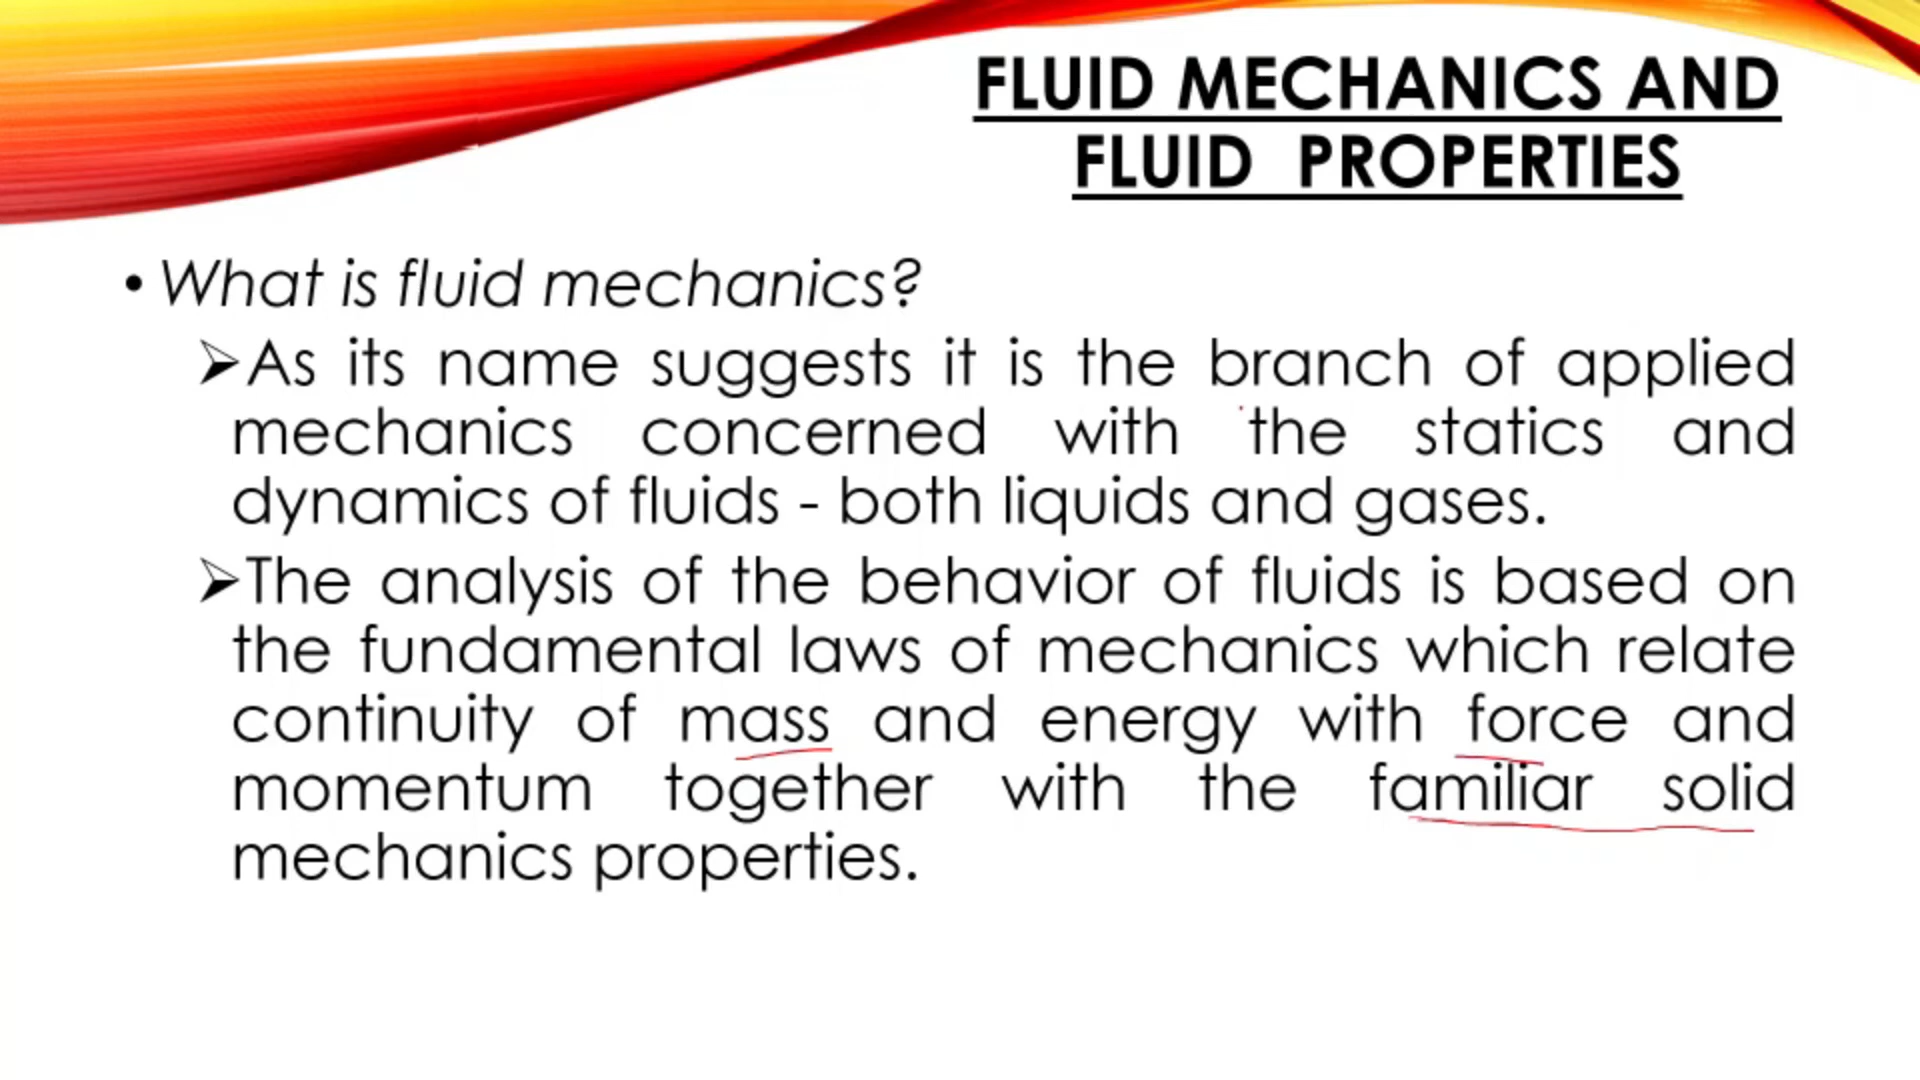 FLUID MECHANICS AND
FLUID PROPERTIES
• What is fluid mechanics?
➢As its name suggests it is the branch of applied
mechanics concerned with the statics and
dynamics of fluids - both liquids and gases.
➢The analysis of the behavior of fluids is based on
the fundamental laws of mechanics which relate
continuity of mass and energy with force and
momentum together with the familiar solid
mechanics properties.